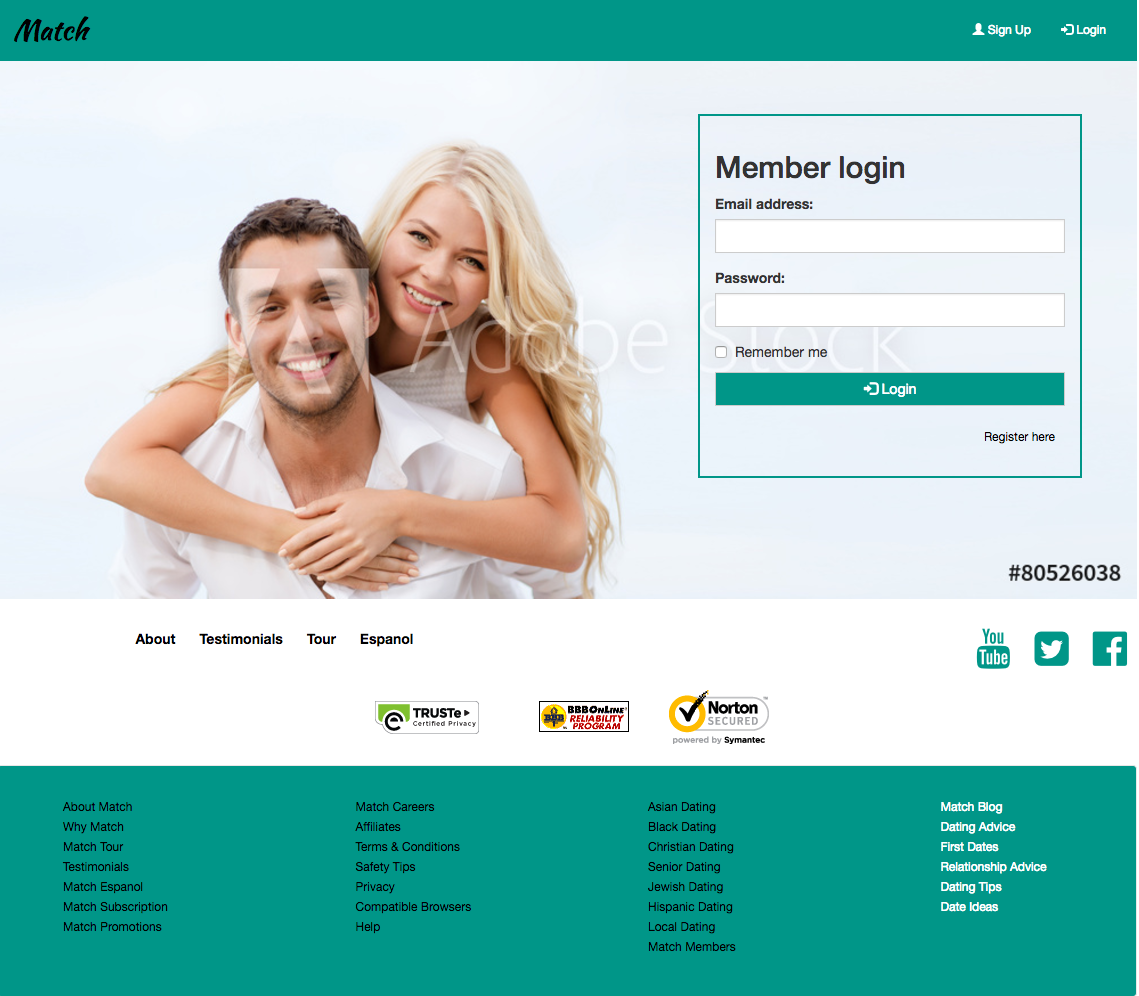 Match
Sign Up
Login
Member login
Email address:
Password:
Adobe Stock
Remember me
Login
Register here
#80526038
About
Testimonials
Tour
Espanol
You
Tube
TRUSTe
Certified Privacy
BBB
BBBONLINE
RELIABILITY
PROGRAM
Norton
SECURED
powered by Symantec
About Match
Why Match
Match Tour
Testimonials
Match Espanol
Match Subscription
Match Promotions
Match Careers
Affiliates
Terms & Conditions
Safety Tips
Privacy
Compatible Browsers
Help
Asian Dating
Black Dating
Christian Dating
Senior Dating
Jewish Dating
Hispanic Dating
Local Dating
Match Members
Match Blog
Dating Advice
First Dates
Relationship Advice
Dating Tips
Date Ideas